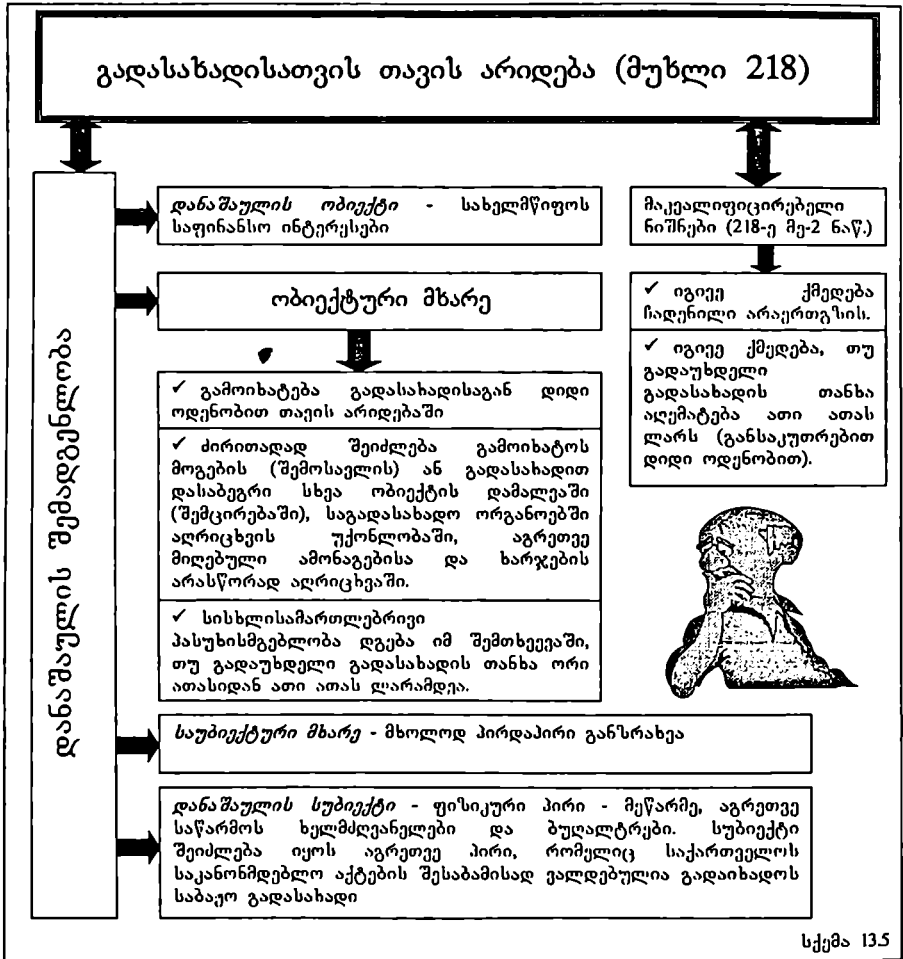 გადასახადისათვის თავის არიდება (მუხლი 218)
დანაშაულის შემადგენლობა
დანაშაულის ობიექტი - სახელმწიფოს
საფინანსო ინტერესები
ობიექტური მხარე
✓ გამოიხატება გადასახადისაგან დიდი
ოდენობით თავის არიდებაში
✓ ძირითადად შეიძლება გამოიხატოს
მოგების (შემოსავლის) ან გადასახადით
დასაბეგრი სხვა ობიექტის დამალვაში
(შემცირებაში), საგადასახადო ორგანოებში
აღრიცხვის უქონლობაში, აგრეთვე
მიღებული ამონაგებისა და ხარჯების
არასწორად აღრიცხვაში.
✓ სისხლისამართლებრივი
პასუხისმგებლობა დგება იმ შემთხვევაში,
თუ გადაუხდელი გადასახადის თანხა ორი
ათასიდან ათი ათას ლარამდეა.
საუბიექტური მხარე - მხოლოდ პირდაპირი განზრახვა
დანაშაულის სუბიექტი - ფიზიკური პირი - მეწარმე, აგრეთვე
საწარმოს ხელმძღვანელები და ბუღალტრები. სუბიექტი
შეიძლება იყოს აგრეთვე პირი, რომელიც საქართველოს
საკანონმდებლო აქტების შესაბამისად ვალდებულია გადაიხადოს
საბაჟო გადასახადი
მაკვალიფიცირებელი
ნიშნები (218-ე მე-2 ნაწ.)
✓ იგივე ქმედება
ჩადენილი არაერთგზის.
✓ იგივე ქმედება, თუ
გადაუხდელი
გადასახადის თანხა
აღემატება ათი ათას
ლარს (განსაკუთრებით
დიდი ოდენობით).
სქემა 13.5